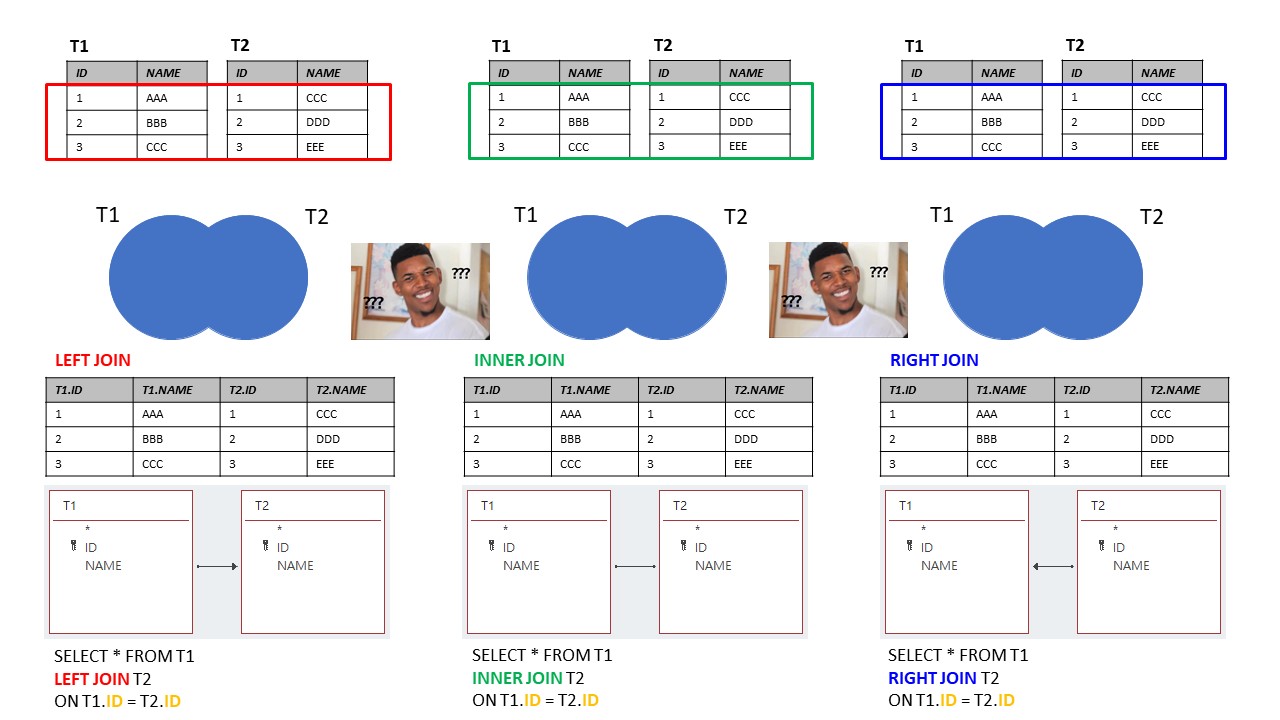 T1 T2 T1 T2 T1 T2
ID NAME ID NAME ID NAME ID NAME ID NAME ID NAME
1 AAA 1 CCC 1 AAA 1 CCC 1 AAA 1 CCC
2 BBB 2 DDD 2 BBB 2 DDD 2 BBB 2 DDD
3 CCC 3 EEE 3 CCC 3 EEE 3 CCC 3 EEE
T1 T2 T1 T2 T1 T2
??? ???
??? ???
LEFT JOIN INNER JOIN RIGHT JOIN
T1.ID T1.NAME T2.ID T2.NAME T1.ID T1.NAME T2.ID T2.NAME T1.ID T1.NAME T2.ID T2.NAME
1 AAA 1 CCC 1 AAA 1 CCC 1 AAA 1 CCC
2 BBB 2 DDD 2 BBB 2 DDD 2 BBB 2 DDD
3 CCC 3 EEE 3 CCC 3 EEE 3 CCC 3 EEE
T1 T2 T1 T2 T1 T2
* * * * * *
ID ID ID ID ID ID
NAME NAME NAME NAME NAME NAME
SELECT * FROM T1 SELECT * FROM T1 SELECT * FROM T1
LEFT JOIN T2 INNER JOIN T2 RIGHT JOIN T2
ON T1.ID = T2.ID ON T1.ID = T2.ID ON T1.ID = T2.ID